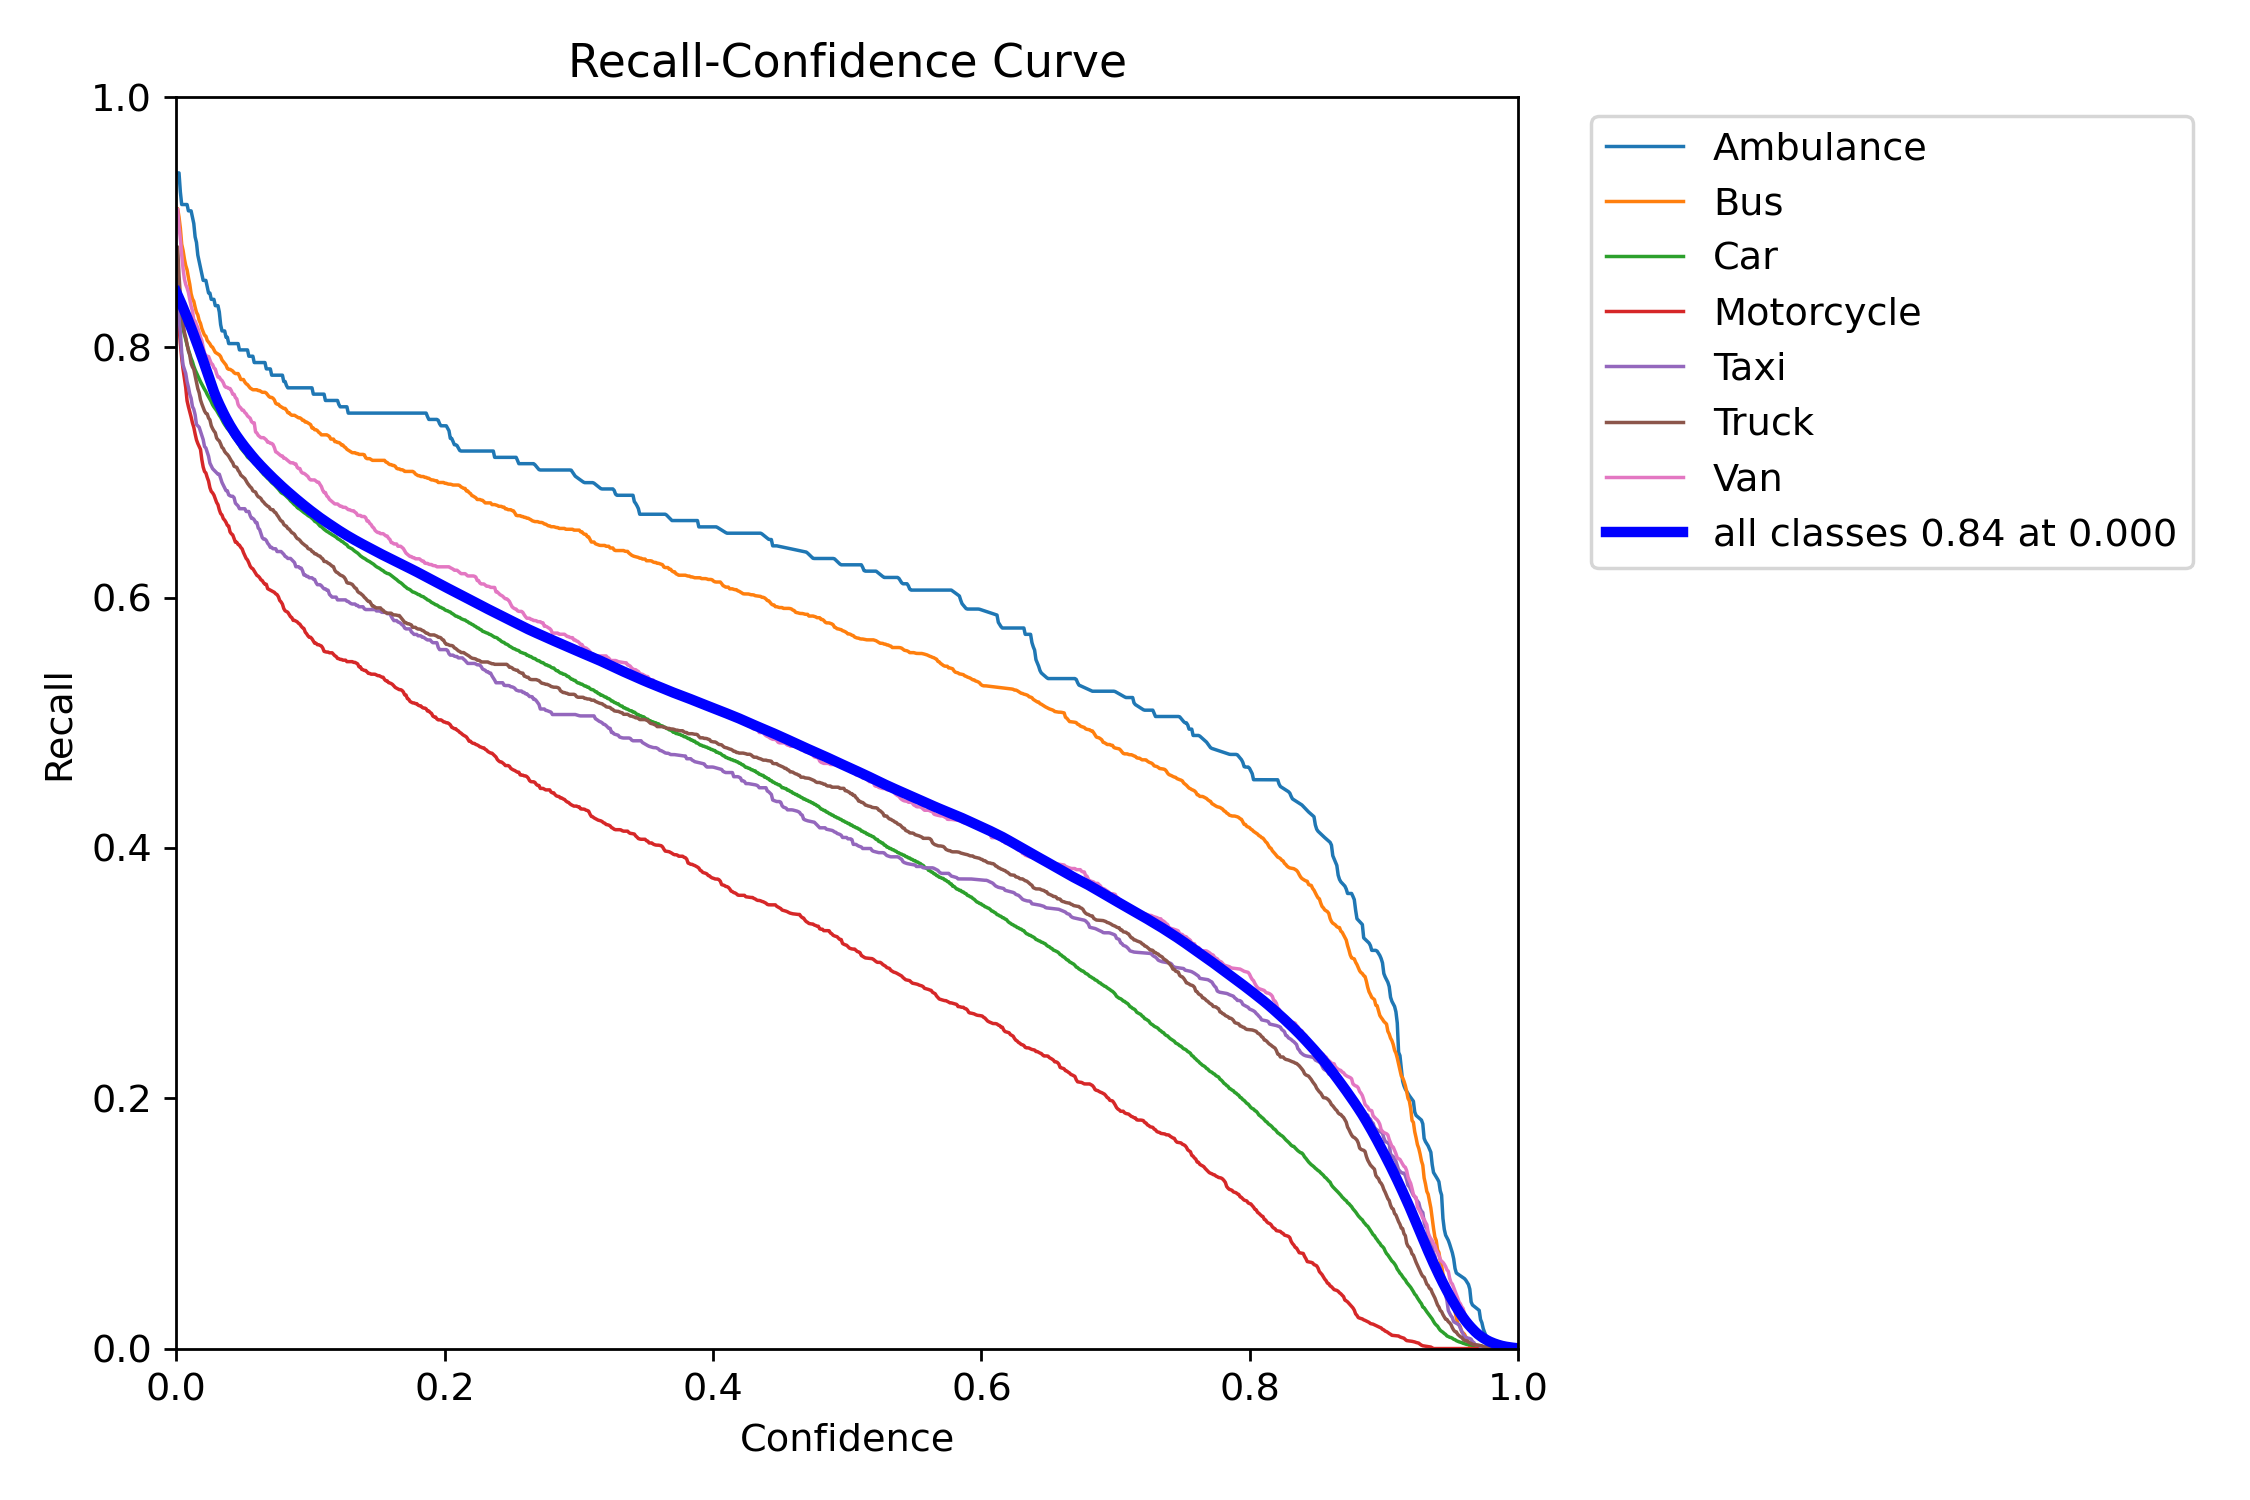 Recall-Confidence Curve
1.0
0.8
0.6
0.4
0.2
0.0
Recall
0.0 0.2 0.4 0.6 0.8 1.0
Confidence
Ambulance
Bus
Car
Motorcycle
Taxi
Truck
Van
all classes 0.84 at 0.000